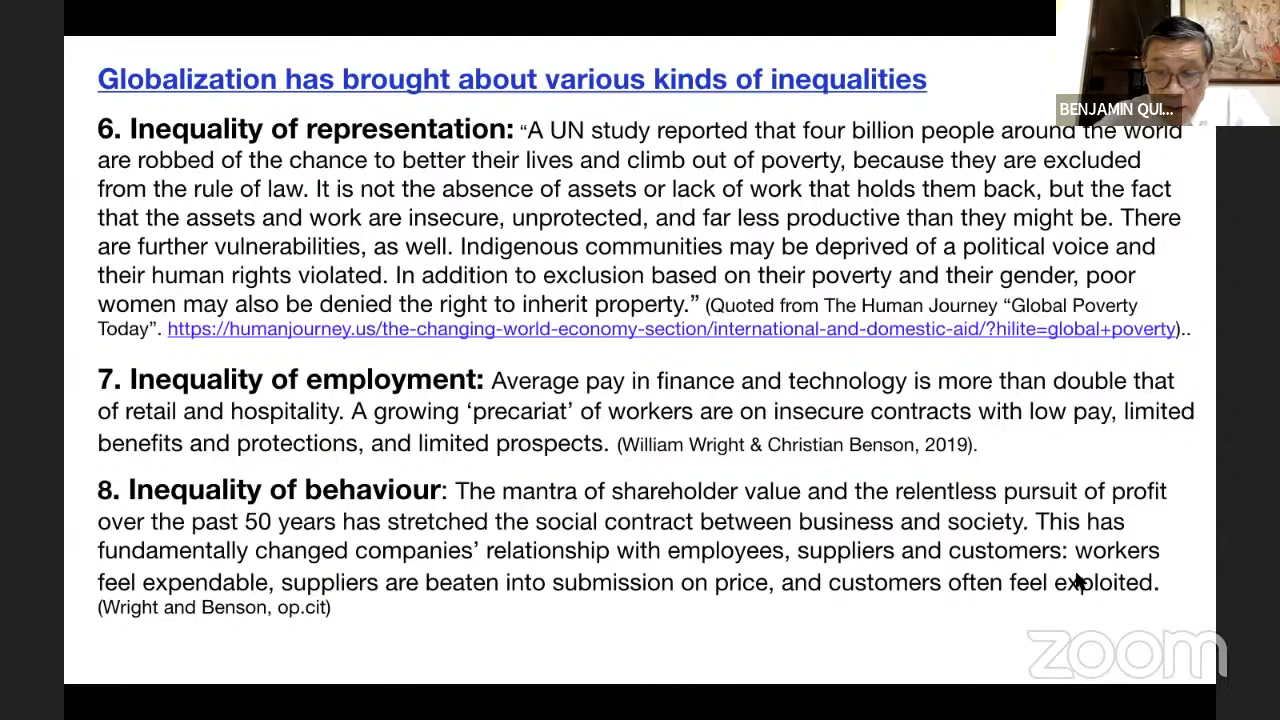 Globalization has brought about various kinds of inequalities
BENJAMIN QUI...
6. Inequality of representation: “A UN study reported that four billion people around the world
are robbed of the chance to better their lives and climb out of poverty, because they are excluded
from the rule of law. It is not the absence of assets or lack of work that holds them back, but the fact
that the assets and work are insecure, unprotected, and far less productive than they might be. There
are further vulnerabilities, as well. Indigenous communities may be deprived of a political voice and
their human rights violated. In addition to exclusion based on their poverty and their gender, poor
women may also be denied the right to inherit property.” (Quoted from The Human Journey “Global Poverty
Today”. https://humanjourney.us/the-changing-world-economy-section/international-and-domestic-aid/?hilite=global+poverty)..
7. Inequality of employment: Average pay in finance and technology is more than double that
of retail and hospitality. A growing ‘precariat’ of workers are on insecure contracts with low pay, limited
benefits and protections, and limited prospects. (William Wright & Christian Benson, 2019).
8. Inequality of behaviour: The mantra of shareholder value and the relentless pursuit of profit
over the past 50 years has stretched the social contract between business and society. This has
fundamentally changed companies’ relationship with employees, suppliers and customers: workers
feel expendable, suppliers are beaten into submission on price, and customers often feel exploited.
(Wright and Benson, op.cit)
zoom